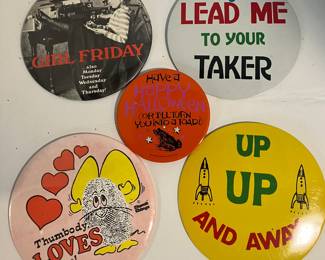 GIRL FRIDAY
also
Monday
Tuesday
Wednesday
and Thursday!
LEAD ME
TO YOUR
TAKER
HAVE A
HAPPY
HALLOWEEN
OR I'LL TURN
YOU INTO A TOAD!
Thumbody
LOVES
UP
UP
AND AWAY